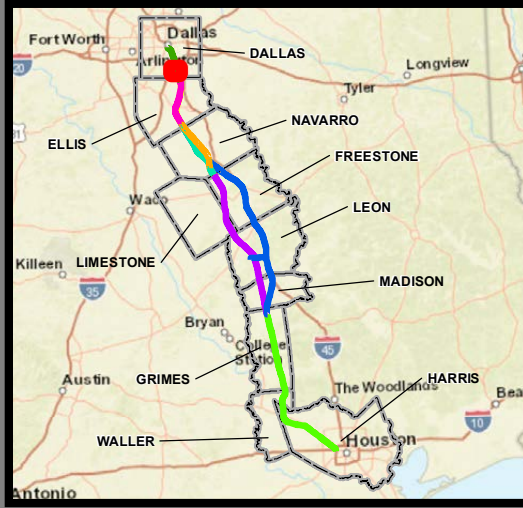 Fort Worth
Dallas
DALLAS
Arlington
20
Longview
Tyler
NAVARRO
ELLIS
FREESTONE
Waco
LEON
LIMESTONE
Killeen
MADISON
35
Bryan
College
Station
45
GRIMES
Austin
The Woodlands
HARRIS
Bea
10
WALLER
Houston
Antonio